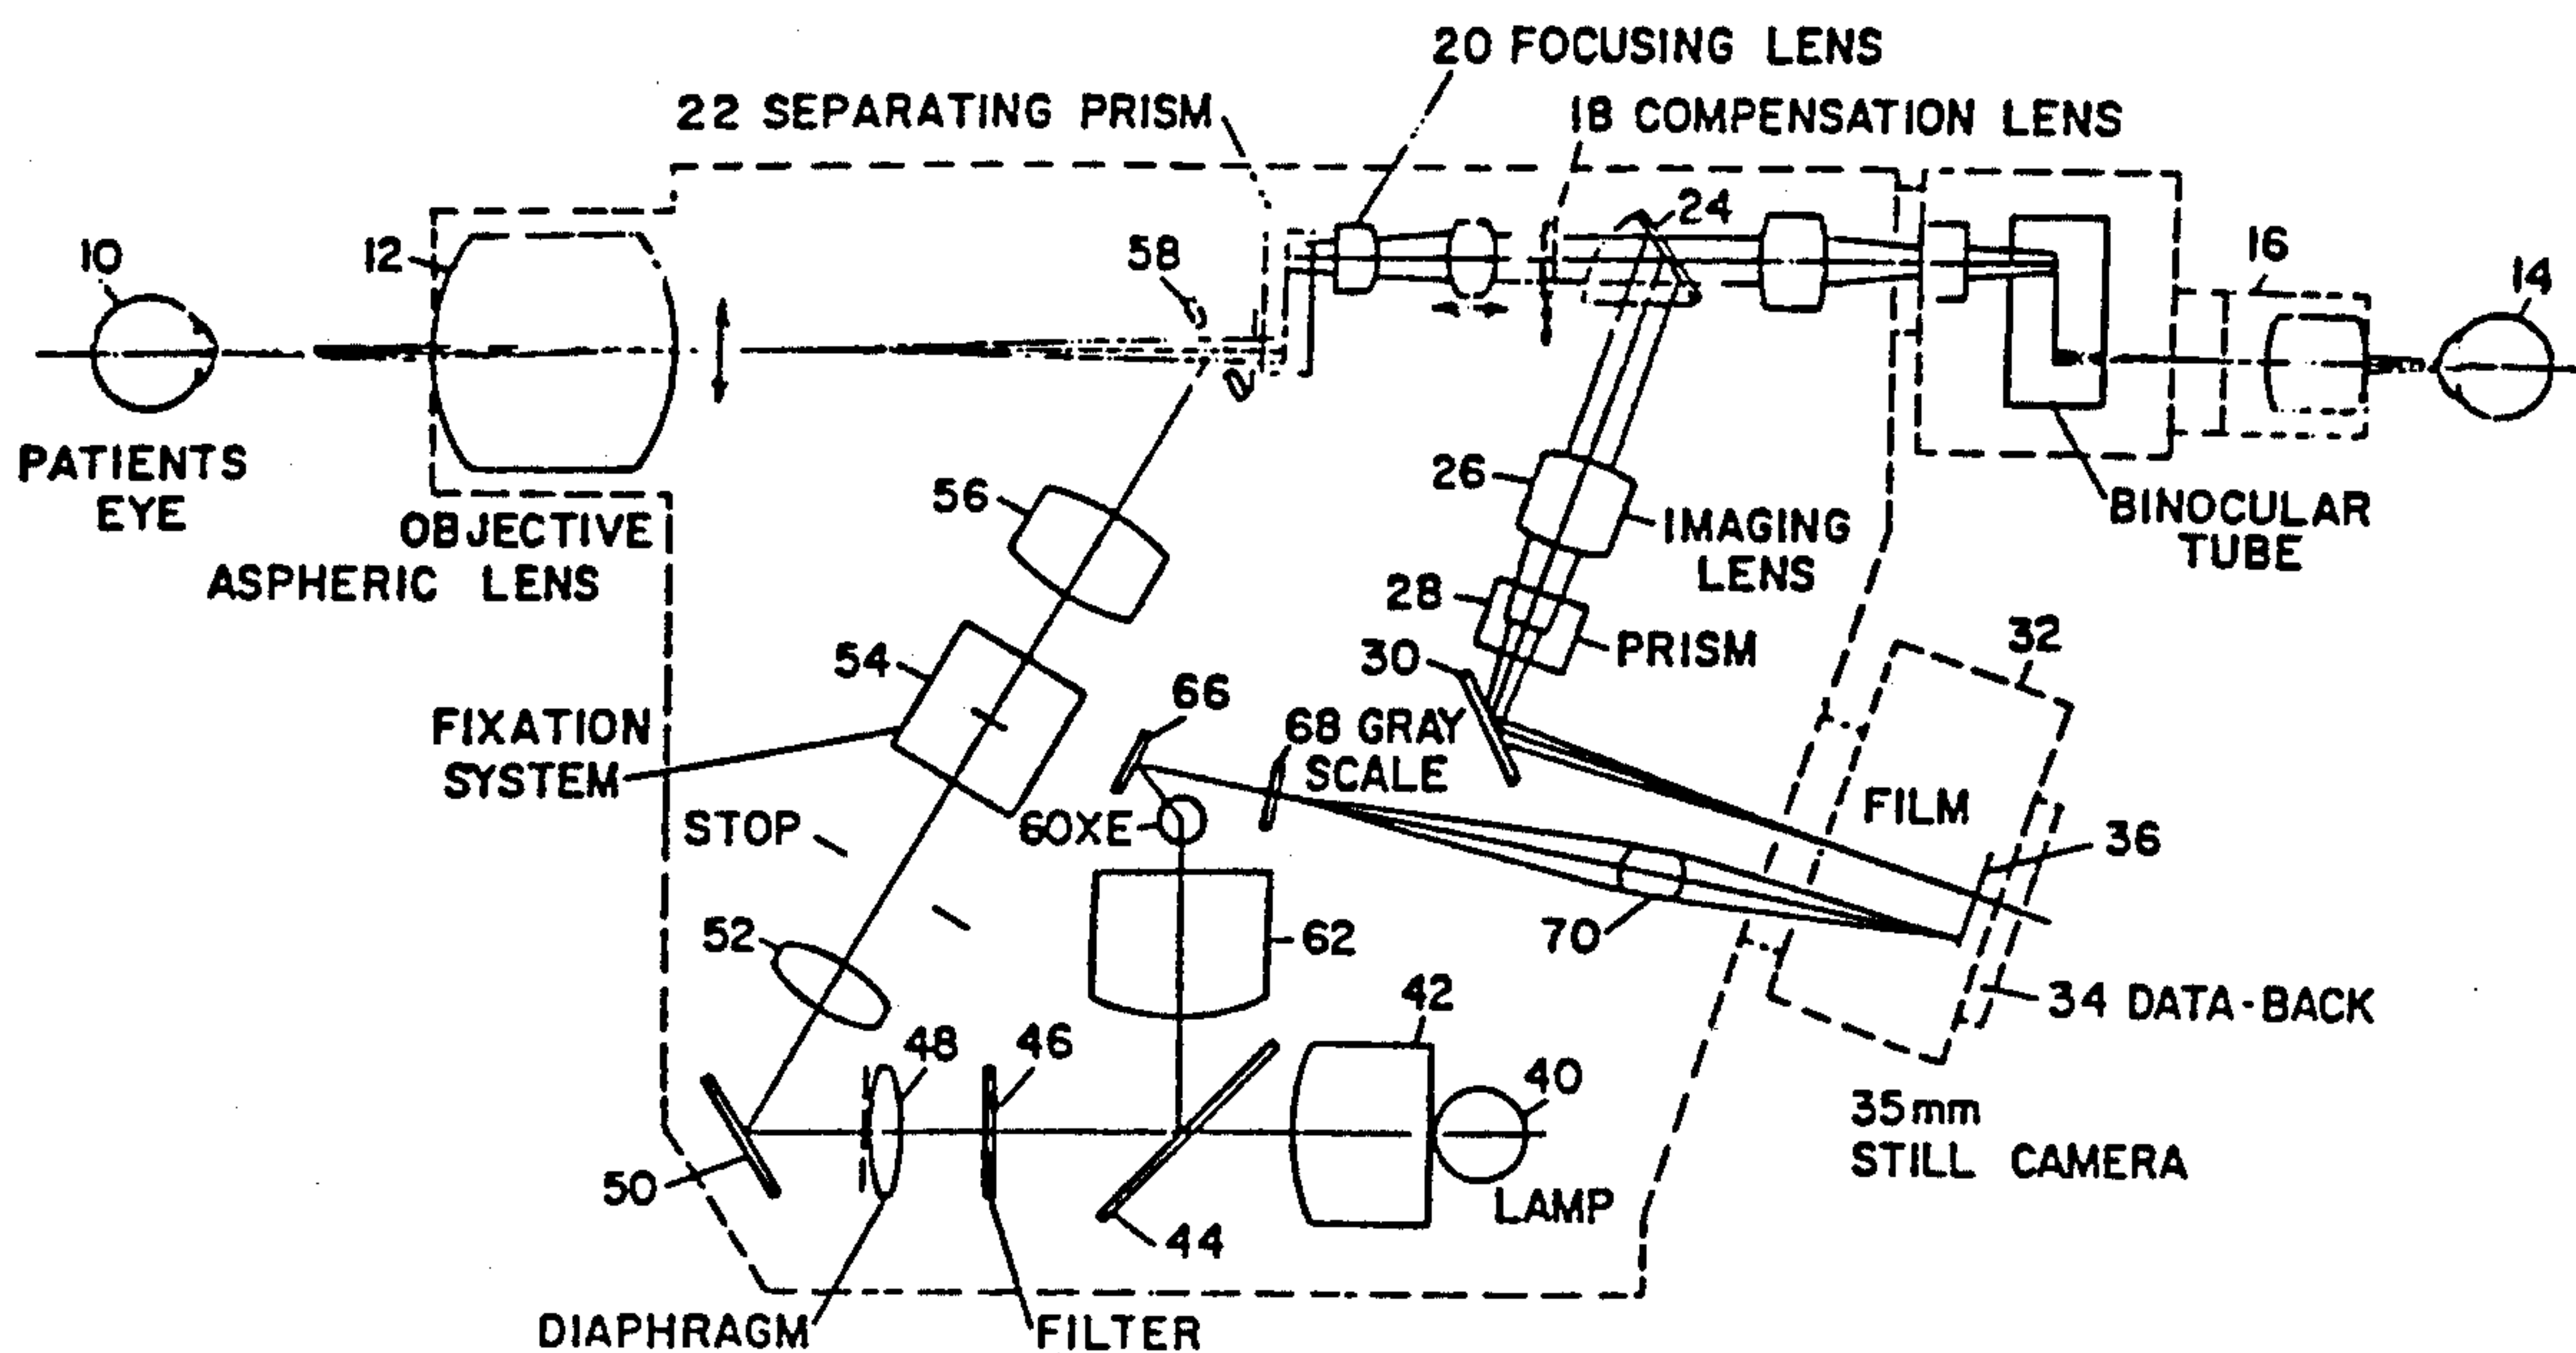 20 FOCUSING LENS
22 SEPARATING PRISM
18 COMPENSATION LENS
10
12
58
24
16
14
PATIENTS
EYE
OBJECTIVE
ASPHERIC LENS
56
26
IMAGING
LENS
BINOCULAR
TUBE
28
PRISM
54
30
32
FIXATION
SYSTEM
66
68 GRAY
SCALE
FILM
STOP
60XE
36
52
62
70
42
34 DATA-BACK
48
46
40
35mm
STILL CAMERA
50
44
LAMP
DIAPHRAGM
FILTER